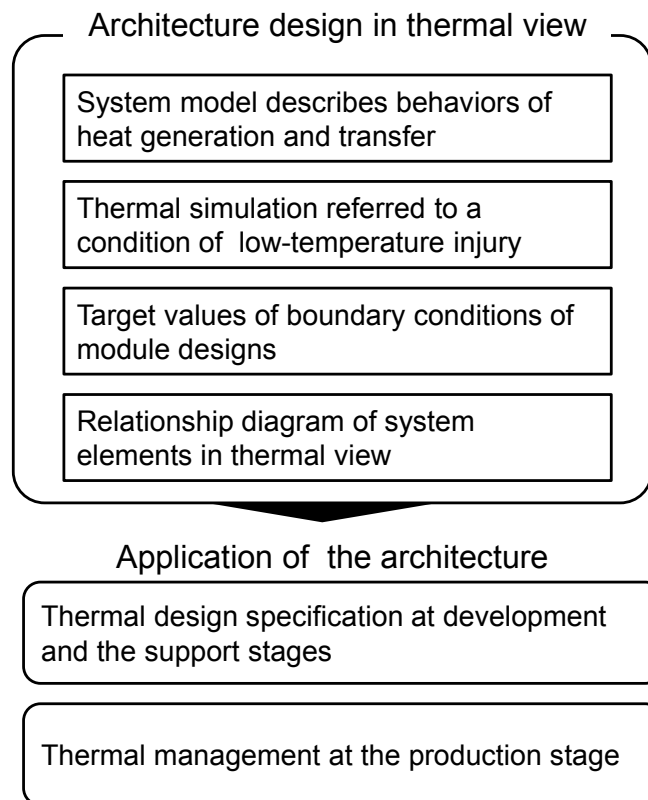 Architecture design in thermal view
System model describes behaviors of
heat generation and transfer
Thermal simulation referred to a
condition of  low-temperature injury
Target values of boundary conditions of
module designs
Relationship diagram of system
elements in thermal view
Application of  the architecture
Thermal design specification at development
and the support stages
Thermal management at the production stage